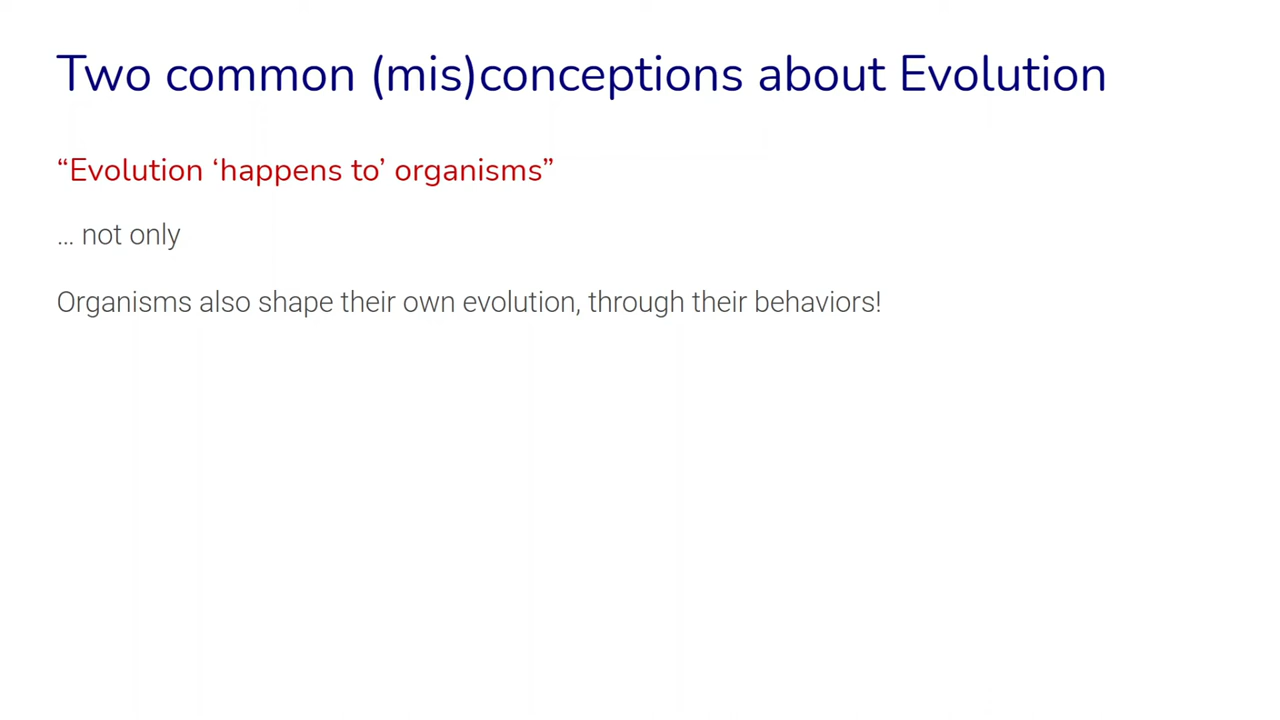 Two common (mis)conceptions about Evolution
“Evolution ‘happens to’ organisms”
… not only
Organisms also shape their own evolution, through their behaviors!